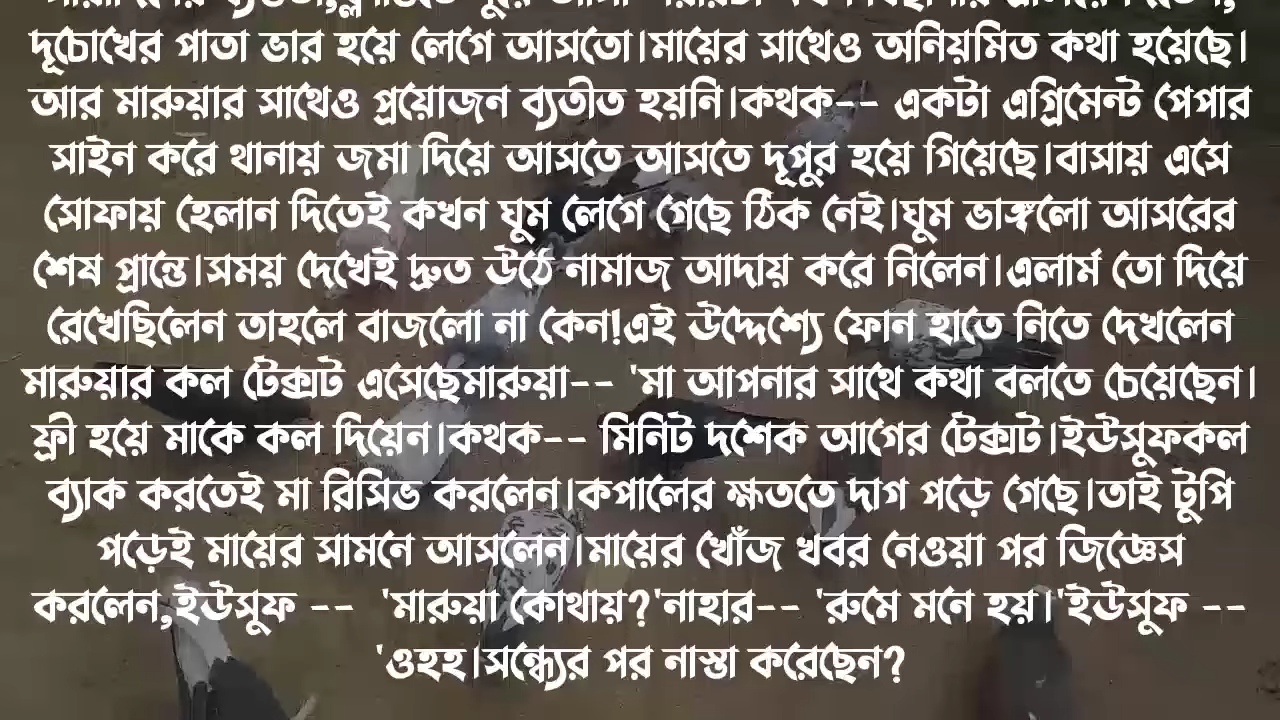 দূচোখের পাতা ভার হয়ে লেগে আসতো।মায়ের সাথেও অনিয়মিত কথা হয়েছে।
আর মারুয়ার সাথেও প্রয়োজন ব্যতীত হয়নি।কথক-- একটা এগ্রিমেন্ট পেপার
সাইন করে থানায় জমা দিয়ে আসতে আসতে দূপুর হয়ে গিয়েছে।বাসায় এসে
সোফায় হেলান দিতেই কখন ঘুম লেগে গেছে ঠিক নেই।ঘুম ভাঙ্গলো আসরের
শেষ প্রান্তে।সময় দেখেই দ্রুত উঠে নামাজ আদায় করে নিলেন।এলার্ম তো দিয়ে
রেখেছিলেন তাহলে বাজলো না কেন!এই উদ্দেশ্যে ফোন হাতে নিতে দেখলেন
মারুয়ার কল টেক্সট এসেছেমারুয়া-- 'মা আপনার সাথে কথা বলতে চেয়েছেন।
ফ্রী হয়ে মাকে কল দিয়েন।কথক-- মিনিট দশেক আগের টেক্সট।ইউসুফকল
ব্যাক করতেই মা রিসিভ করলেন।কপালের ক্ষততে দাগ পড়ে গেছে।তাই টুপি
পড়েই মায়ের সামনে আসলেন।মায়ের খোঁজ খবর নেওয়া পর জিজ্ঞেস
করলেন,ইউসুফ -- 'মারুয়া কোথায়?'নাহার-- 'রুমে মনে হয়।'ইউসুফ --
'ওহহ।সন্ধ্যের পর নাস্তা করেছেন?